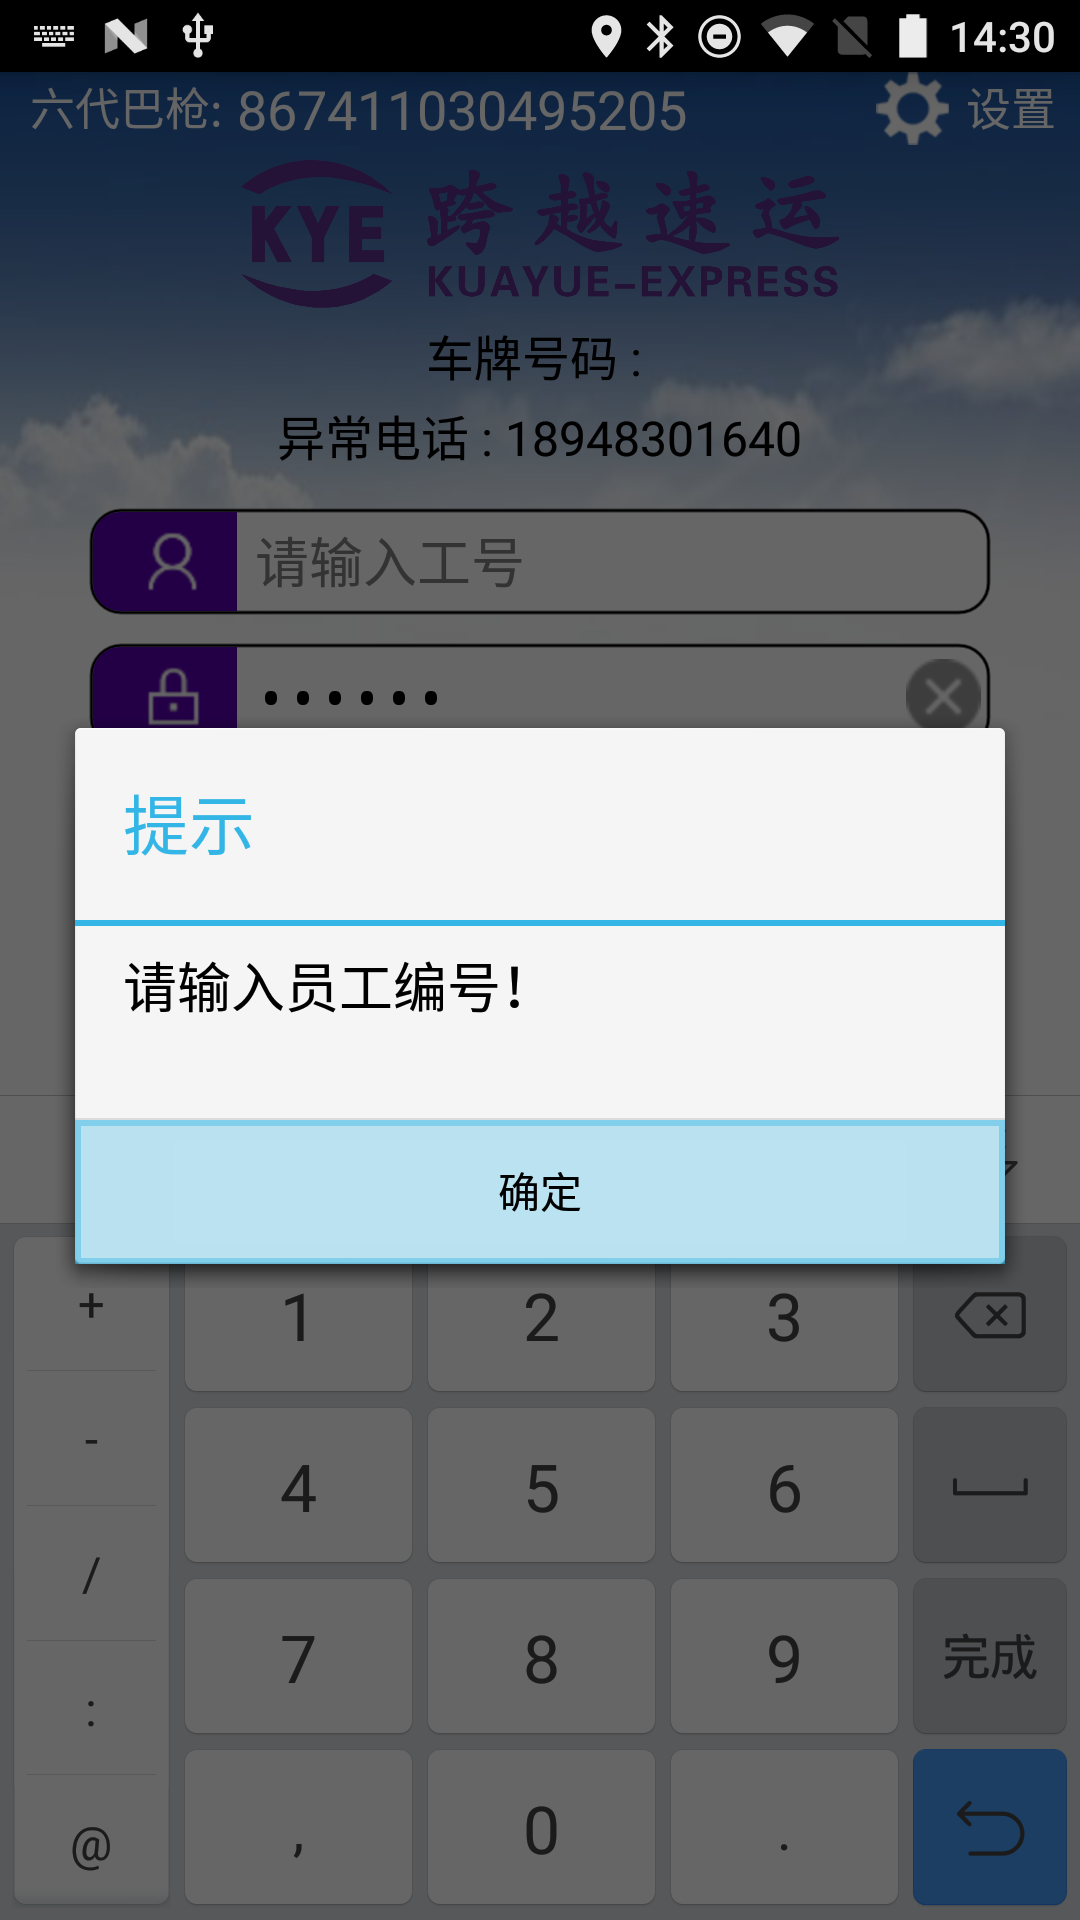 14:30
六代巴枪: 867411030495205 设置
KYE 跨越速运
KUAYUE-EXPRESS
车牌号码 :
异常电话 : 18948301640
请输入工号
••••••
提示
请输入员工编号！
确定
+ 1 2 3
- 4 5 6
/ 7 8 9 完成
:
@ , 0 .